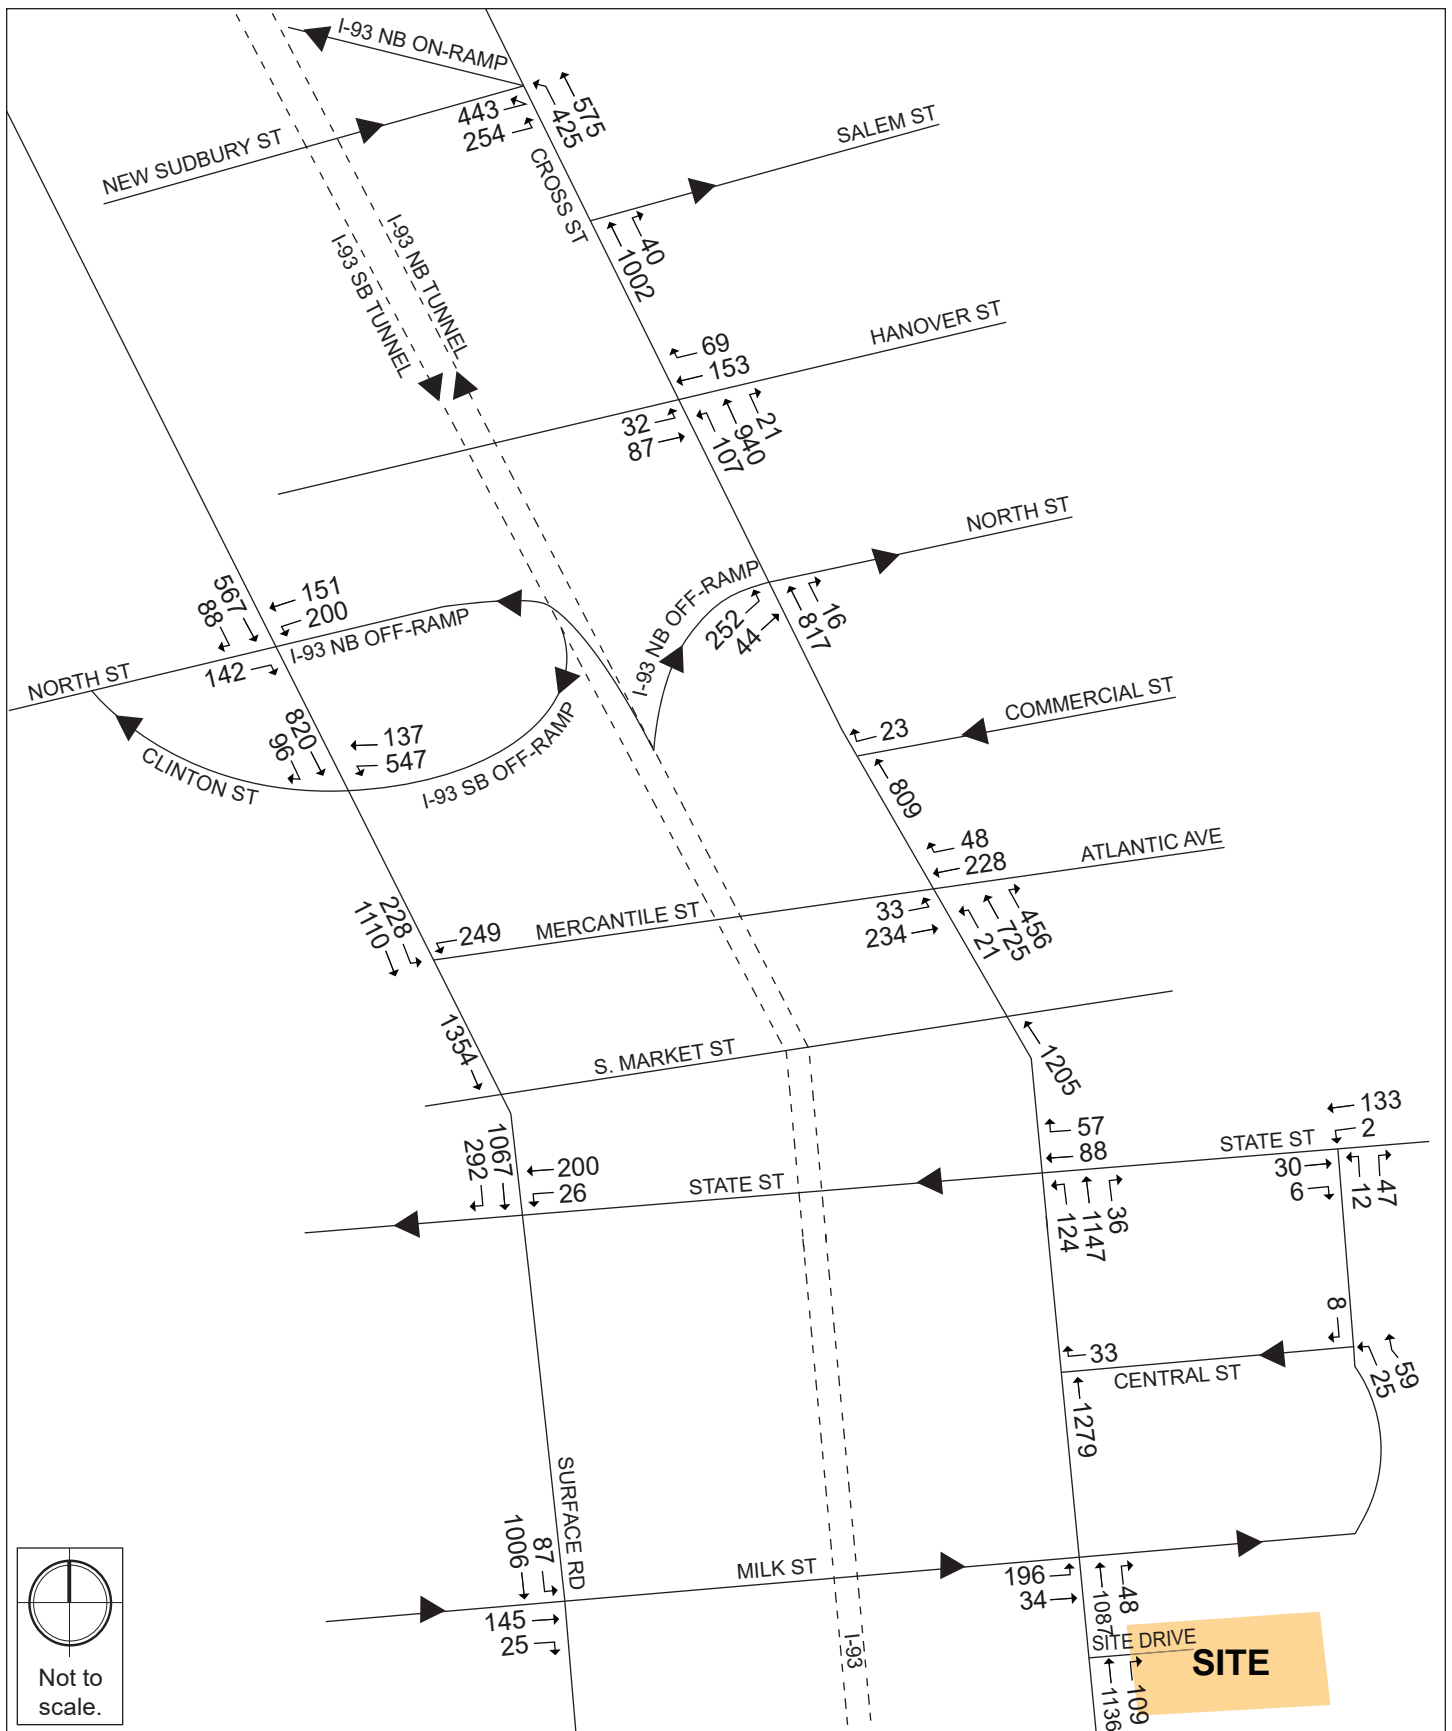 I-93 NB ON-RAMP
443
254
575
425
NEW SUDBURY ST
SALEM ST
CROSS ST
40
1002
I-93 NB TUNNEL
I-93 SB TUNNEL
HANOVER ST
69
153
32
87
21
940
107
NORTH ST
I-93 NB OFF-RAMP
252
44
16
817
567
88
151
200
I-93 NB OFF-RAMP
NORTH ST
142
820
96
137
547
CLINTON ST
I-93 SB OFF-RAMP
COMMERCIAL ST
23
809
48
228
ATLANTIC AVE
33
234
456
725
21
228
1110
249
MERCANTILE ST
1354
S. MARKET ST
1205
1067
292
200
26
STATE ST
57
88
124
1147
36
STATE ST
133
2
30
6
12
47
8
33
CENTRAL ST
25
59
1279
SURFACE RD
1006
87
145
25
MILK ST
196
34
1087
48
SITE DRIVE
SITE
1136
109
I-93
Not to
scale.